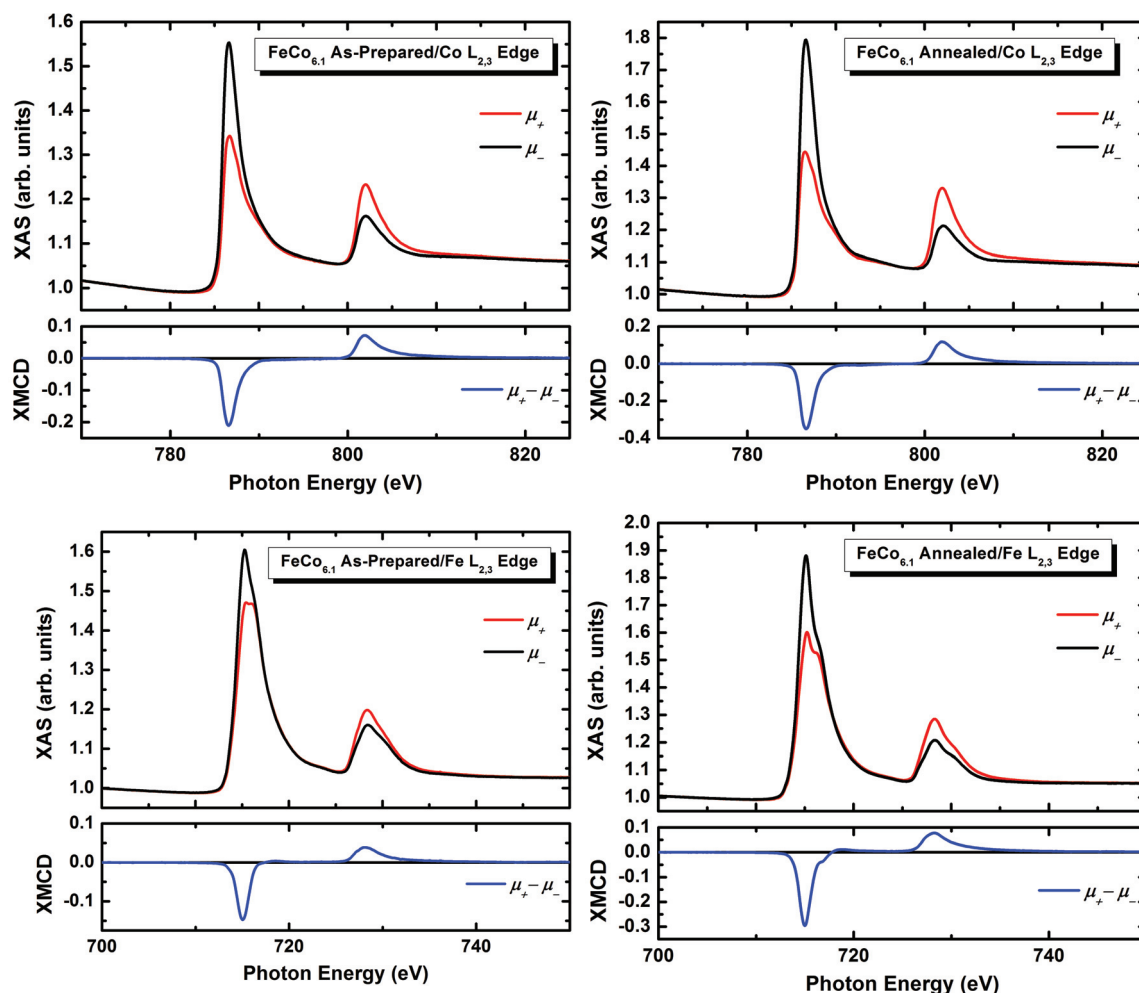 FeCo6.1 As-Prepared/Co L2,3 Edge
XAS (arb. units)
1.6
1.5
1.4
1.3
1.2
1.1
1.0
μ+
μ−
XMCD
0.1
0.0
-0.1
-0.2
μ+ − μ−
780
800
820
Photon Energy (eV)
FeCo6.1 Annealed/Co L2,3 Edge
XAS (arb. units)
1.8
1.7
1.6
1.5
1.4
1.3
1.2
1.1
1.0
μ+
μ−
XMCD
0.2
0.0
-0.2
-0.4
μ+ − μ−
780
800
820
Photon Energy (eV)
FeCo6.1 As-Prepared/Fe L2,3 Edge
XAS (arb. units)
1.6
1.5
1.4
1.3
1.2
1.1
1.0
μ+
μ−
XMCD
0.1
0.0
-0.1
μ+ − μ−
700
720
740
Photon Energy (eV)
FeCo6.1 Annealed/Fe L2,3 Edge
XAS (arb. units)
2.0
1.9
1.8
1.7
1.6
1.5
1.4
1.3
1.2
1.1
1.0
μ+
μ−
XMCD
0.1
0.0
-0.1
-0.2
-0.3
μ+ − μ−
700
720
740
Photon Energy (eV)